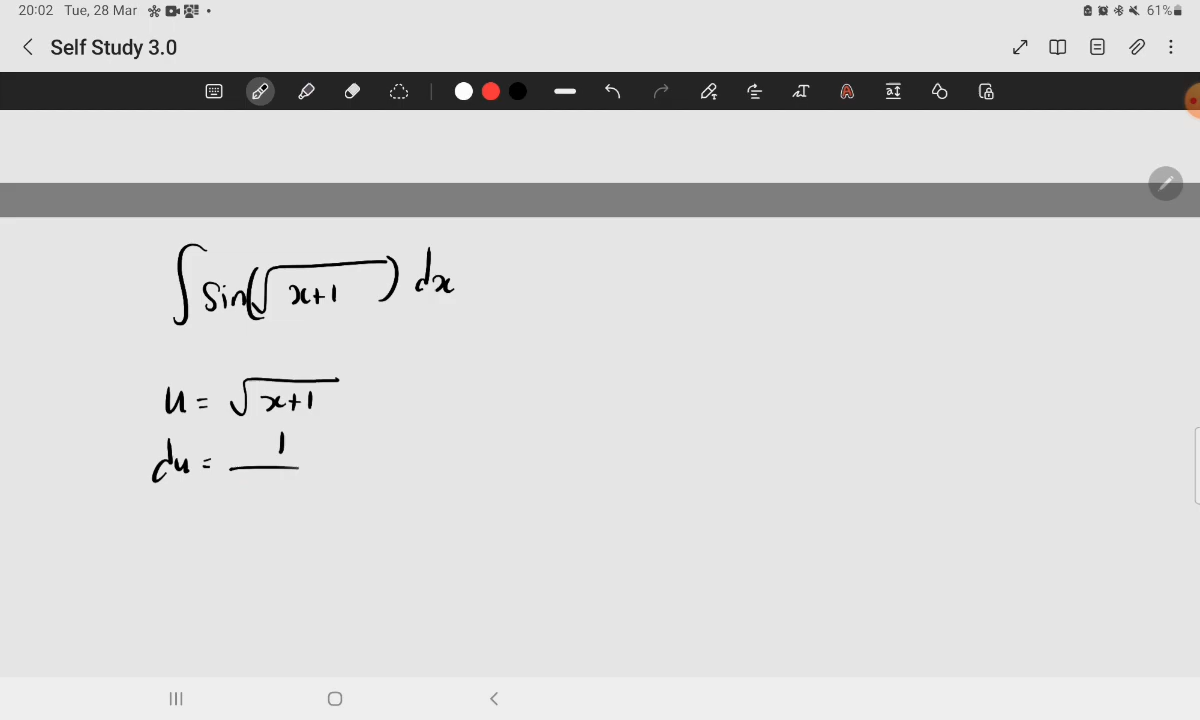 20:02 Tue, 28 Mar 61%
Self Study 3.0
∫ sin(√(x+1)) dx
u = √(x+1)
du = 1/